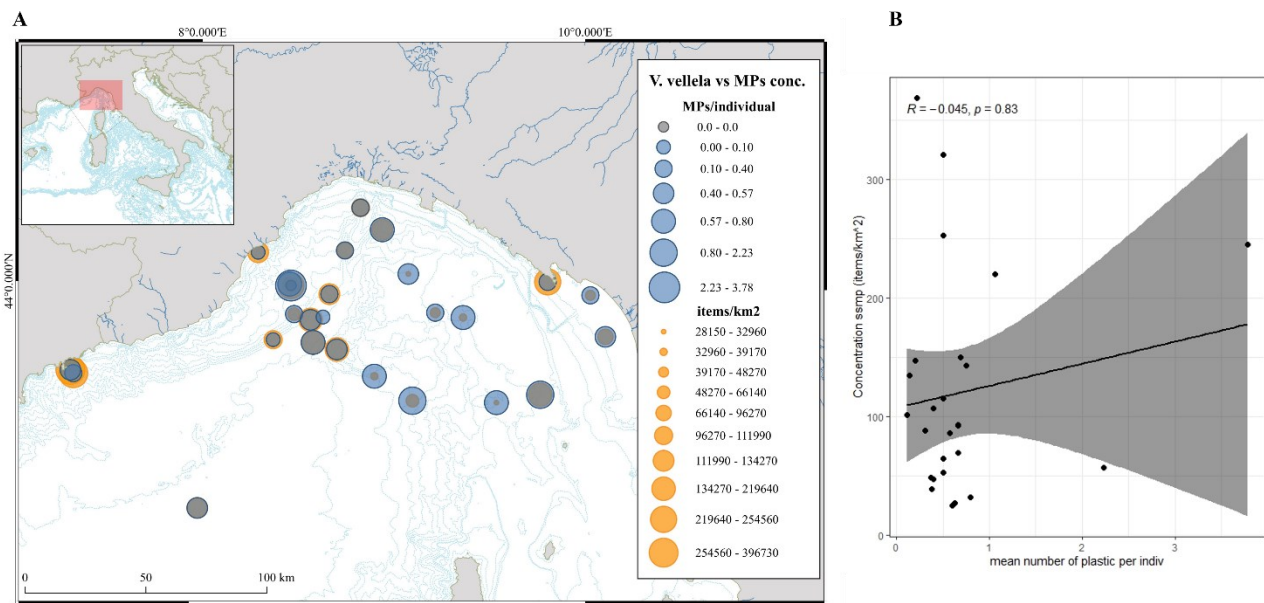 A
8°0.000'E
10°0.000'E
44°0.000'N
V. vellela vs MPs conc.
MPs/individual
0.0 - 0.0
0.00 - 0.10
0.10 - 0.40
0.40 - 0.57
0.57 - 0.80
0.80 - 2.23
2.23 - 3.78
items/km2
28150 - 32960
32960 - 39170
39170 - 48270
48270 - 66140
66140 - 96270
96270 - 111990
111990 - 134270
134270 - 219640
219640 - 254560
254560 - 396730
0 50 100 km
B
R = −0.045, p = 0.83
Concentration ssmp (items/km^2)
300
200
100
0
0 1 2 3
mean number of plastic per indiv